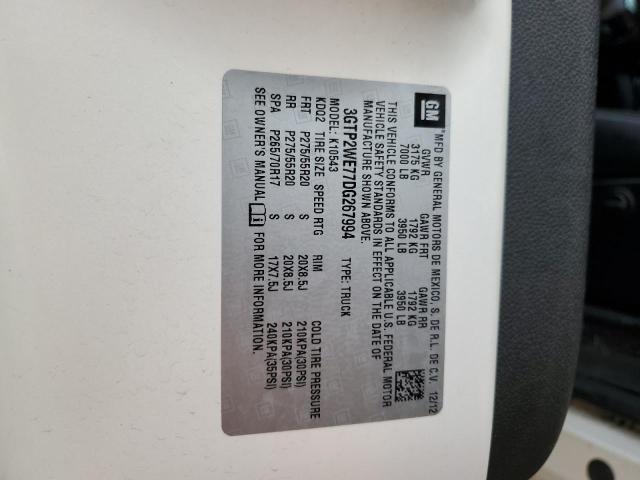 GM
MFD BY GENERAL MOTORS DE MEXICO, S. DE R.L. DE C.V. 12/12
GVWR GAWR FRT GAWR RR
3175 KG 1792 KG 1792 KG
7000 LB 3950 LB 3950 LB
THIS VEHICLE CONFORMS TO ALL APPLICABLE U.S. FEDERAL MOTOR
VEHICLE SAFETY STANDARDS IN EFFECT ON THE DATE OF
MANUFACTURE SHOWN ABOVE.
3GTP2WE77DG267994 TYPE: TRUCK
MODEL: K10543
KDO2 TIRE SIZE SPEED RTG RIM COLD TIRE PRESSURE
FRT P275/55R20 S 20X8.5J 210KPA(30PSI)
RR P275/55R20 S 20X8.5J 210KPA(30PSI)
SPA P265/70R17 S 17X7.5J 240KPA(35PSI)
SEE OWNER'S MANUAL FOR MORE INFORMATION.